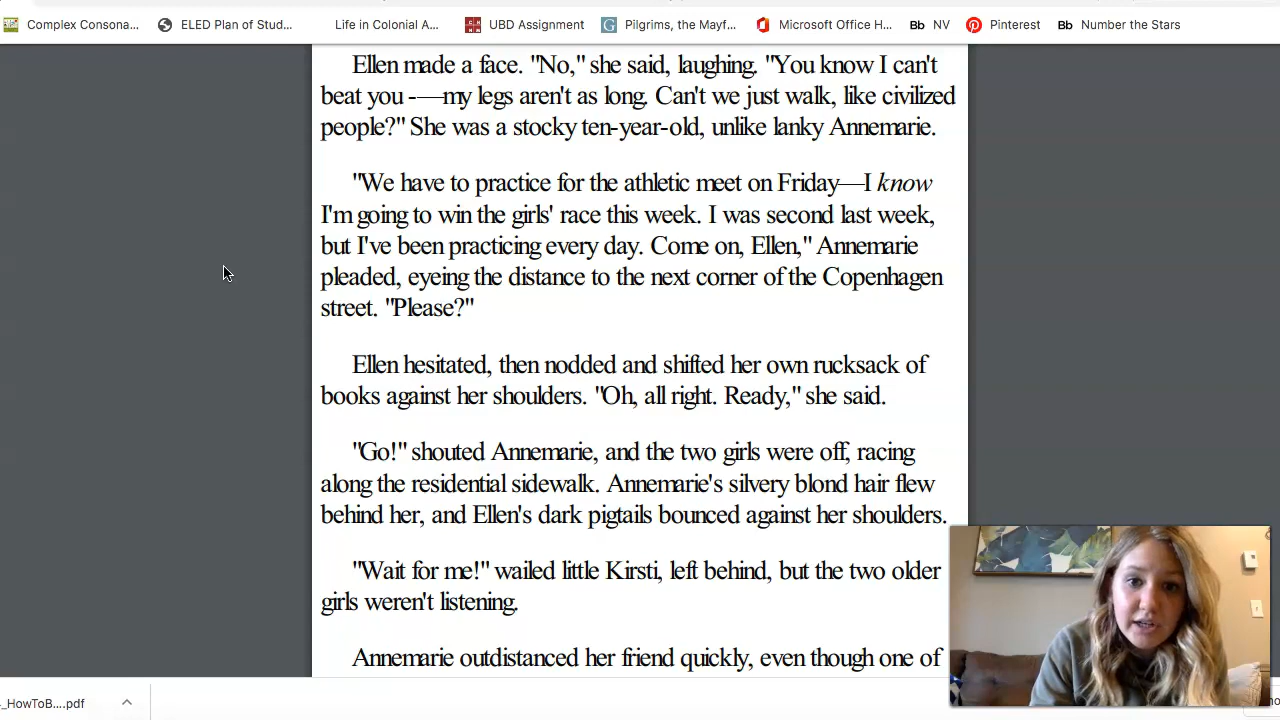 Complex Consona... ELED Plan of Stud... Life in Colonial A... UBD Assignment Pilgrims, the Mayf... Microsoft Office H... Bb NV Pinterest Bb Number the Stars
Ellen made a face. "No," she said, laughing. "You know I can't
beat you -—my legs aren't as long. Can't we just walk, like civilized
people?" She was a stocky ten-year-old, unlike lanky Annemarie.
"We have to practice for the athletic meet on Friday—I know
I'm going to win the girls' race this week. I was second last week,
but I've been practicing every day. Come on, Ellen," Annemarie
pleaded, eyeing the distance to the next corner of the Copenhagen
street. "Please?"
Ellen hesitated, then nodded and shifted her own rucksack of
books against her shoulders. "Oh, all right. Ready," she said.
"Go!" shouted Annemarie, and the two girls were off, racing
along the residential sidewalk. Annemarie's silvery blond hair flew
behind her, and Ellen's dark pigtails bounced against her shoulders.
"Wait for me!" wailed little Kirsti, left behind, but the two older
girls weren't listening.
Annemarie outdistanced her friend quickly, even though one of
_HowToB....pdf